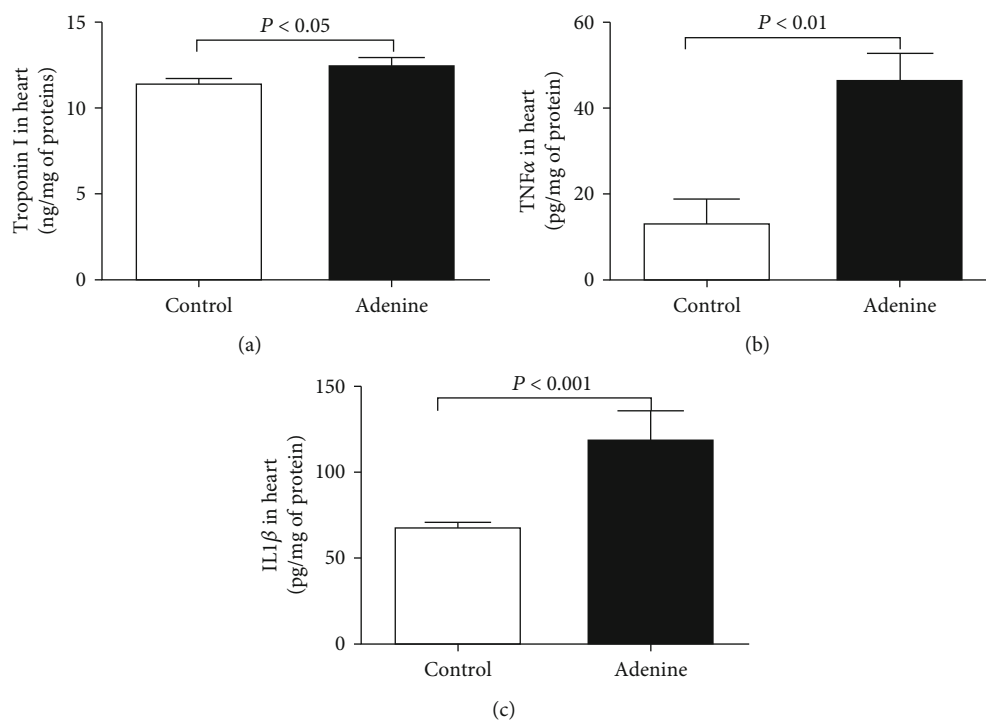 P < 0.05
Troponin I in heart
(ng/mg of proteins)
15
10
5
0
Control
Adenine
(a)
P < 0.01
TNFα in heart
(pg/mg of protein)
60
40
20
0
Control
Adenine
(b)
P < 0.001
IL1β in heart
(pg/mg of protein)
150
100
50
0
Control
Adenine
(c)